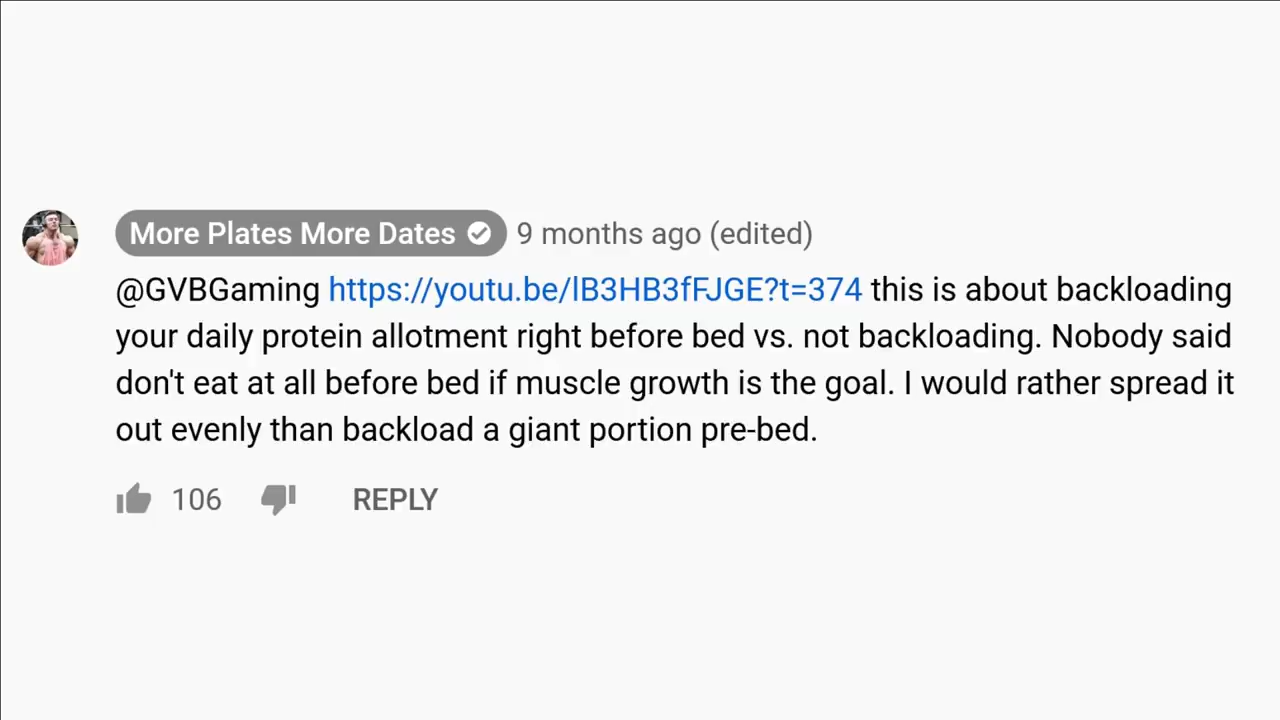 More Plates More Dates 9 months ago (edited)
@GVBGaming https://youtu.be/lB3HB3fFJGE?t=374 this is about backloading
your daily protein allotment right before bed vs. not backloading. Nobody said
don't eat at all before bed if muscle growth is the goal. I would rather spread it
out evenly than backload a giant portion pre-bed.
106 REPLY